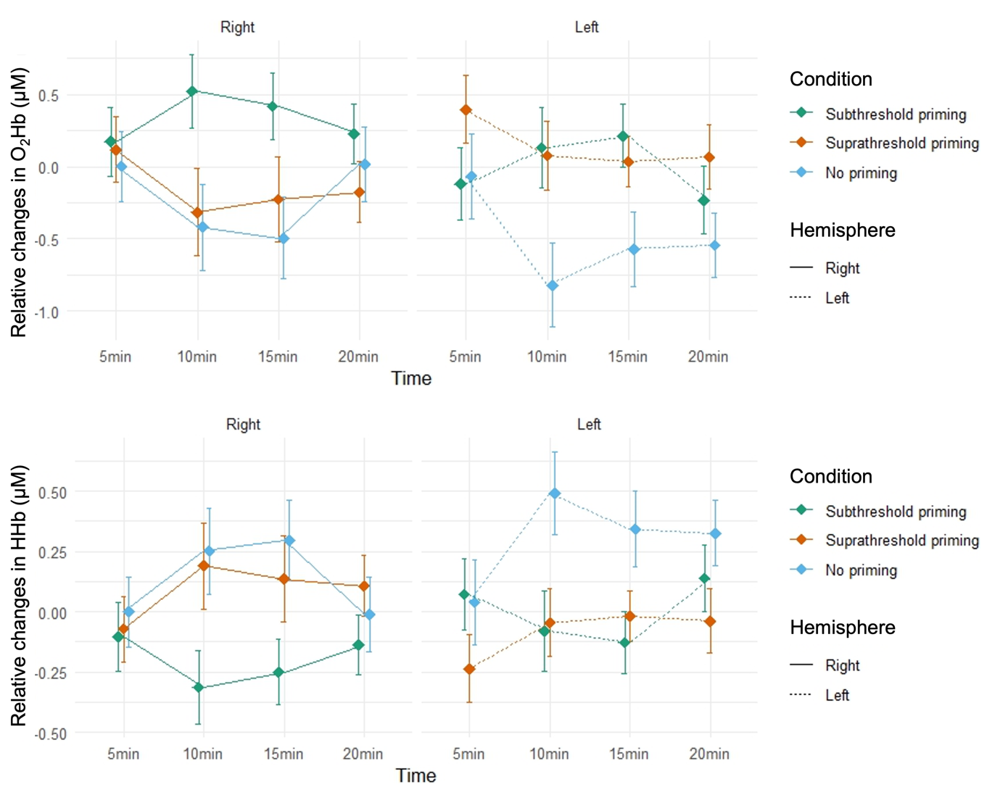 Right Left
Relative changes in O2Hb (μM)
0.5
0.0
-0.5
-1.0
5min 10min 15min 20min 5min 10min 15min 20min
Time
Condition
Subthreshold priming
Suprathreshold priming
No priming
Hemisphere
Right
Left
Right Left
Relative changes in HHb (μM)
0.50
0.25
0.00
-0.25
-0.50
5min 10min 15min 20min 5min 10min 15min 20min
Time
Condition
Subthreshold priming
Suprathreshold priming
No priming
Hemisphere
Right
Left